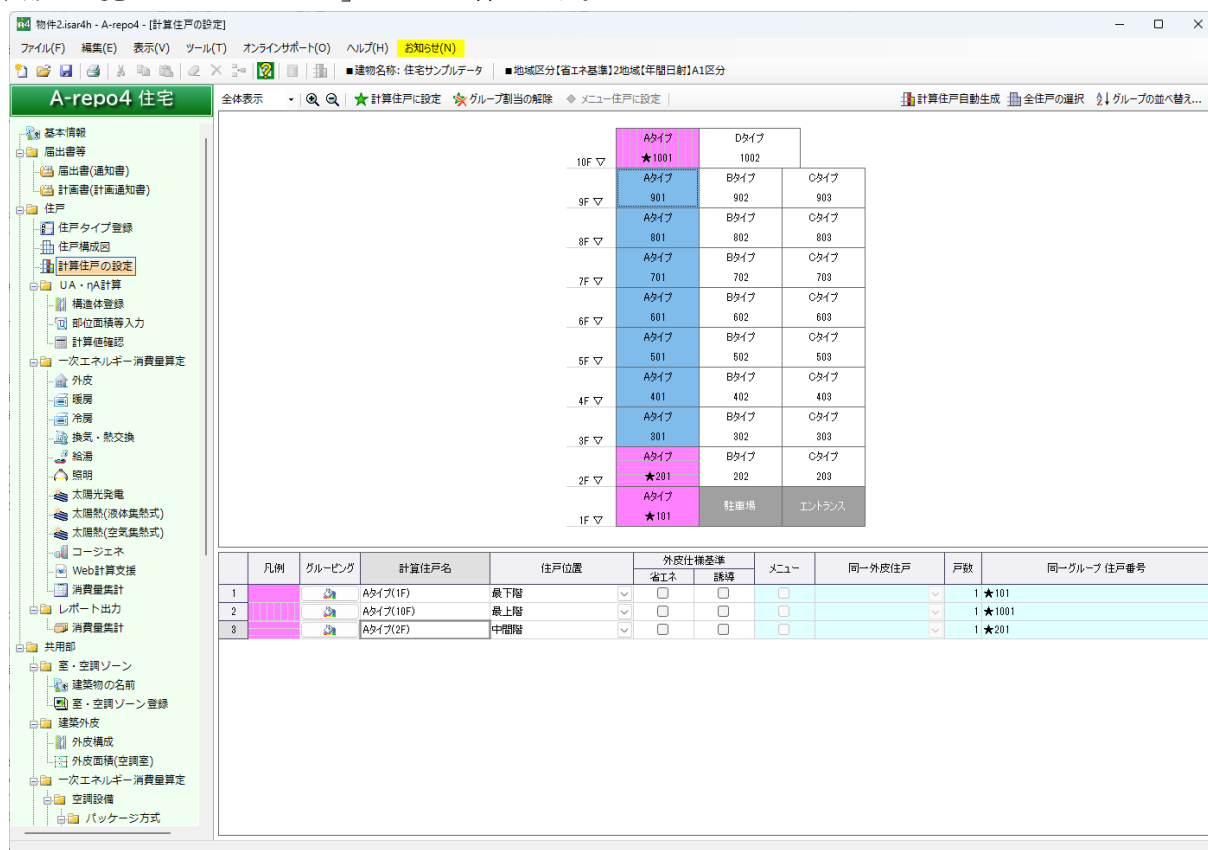 物件2.isar4h - A-repo4 - [計算住戸の設定]
ファイル(F) 編集(E) 表示(V) ツール(T) オンラインサポート(O) ヘルプ(H) お知らせ(N)
■建物名称: 住宅サンプルデータ ■地域区分【省エネ基準】2地域【年間日射】A1区分
A-repo4 住宅
全体表示 ★計算住戸に設定 グループ割当の解除 ◆ メニュー住戸に設定 計算住戸自動生成 全住戸の選択 グループの並べ替え...
基本情報
届出書等
届出書(通知書)
計画書(計画通知書)
住戸
住戸タイプ登録
住戸構成図
計算住戸の設定
UA・ηA計算
構造体登録
部位面積等入力
計算値確認
一次エネルギー消費量算定
外皮
暖房
冷房
換気・熱交換
給湯
照明
太陽光発電
太陽熱(液体集熱式)
太陽熱(空気集熱式)
コージェネ
Web計算支援
消費量集計
レポート出力
消費量集計
共用部
室・空調ゾーン
建築物の名前
室・空調ゾーン登録
建築外皮
外皮構成
外皮面積(空調室)
一次エネルギー消費量算定
空調設備
パッケージ方式
Aタイプ Dタイプ
10F ▽ ★1001 1002
Aタイプ Bタイプ Cタイプ
9F ▽ 901 902 903
Aタイプ Bタイプ Cタイプ
8F ▽ 801 802 803
Aタイプ Bタイプ Cタイプ
7F ▽ 701 702 703
Aタイプ Bタイプ Cタイプ
6F ▽ 601 602 603
Aタイプ Bタイプ Cタイプ
5F ▽ 501 502 503
Aタイプ Bタイプ Cタイプ
4F ▽ 401 402 403
Aタイプ Bタイプ Cタイプ
3F ▽ 301 302 303
Aタイプ Bタイプ Cタイプ
2F ▽ ★201 202 203
Aタイプ 駐車場 エントランス
1F ▽ ★101
凡例 グルーピング 計算住戸名 住戸位置 外皮仕様基準 メニュー 同一外皮住戸 戸数 同一グループ 住戸番号
省エネ 誘導
1 Aタイプ(1F) 最下階 1 ★101
2 Aタイプ(10F) 最上階 1 ★1001
3 Aタイプ(2F) 中間階 1 ★201